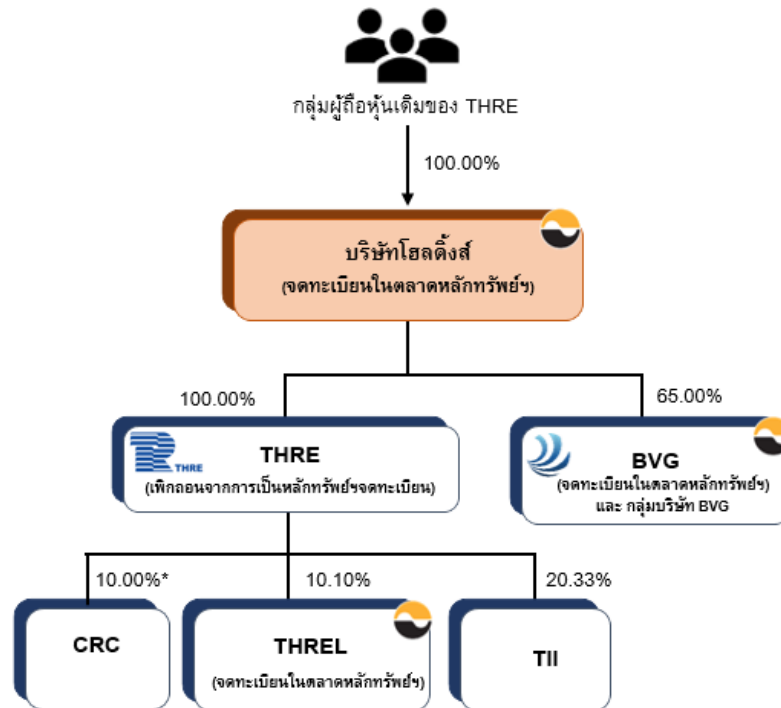 กลุ่มผู้ถือหุ้นเดิมของ THRE
100.00%
บริษัทโฮลดิ้งส์
(จดทะเบียนในตลาดหลักทรัพย์ฯ)
100.00%
65.00%
THRE
THRE
(เพิกถอนจากการเป็นหลักทรัพย์ฯจดทะเบียน)
BVG
(จดทะเบียนในตลาดหลักทรัพย์ฯ)
และ กลุ่มบริษัท BVG
10.00%*
10.10%
20.33%
CRC
THREL
(จดทะเบียนในตลาดหลักทรัพย์ฯ)
TII